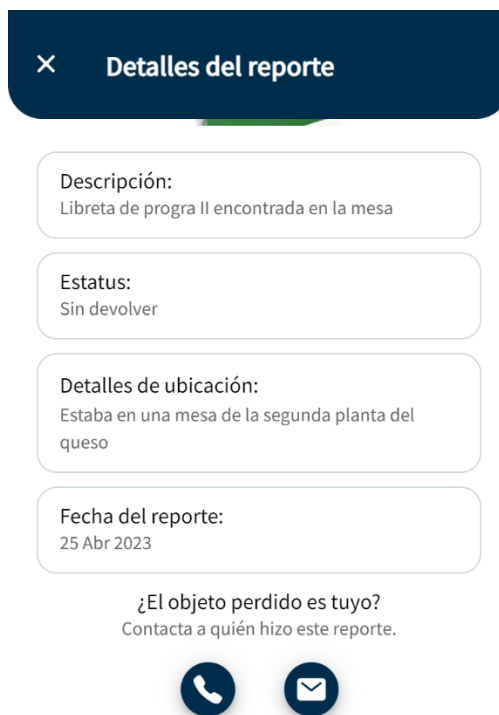 Detalles del reporte
Descripción:
Libreta de progra II encontrada en la mesa
Estatus:
Sin devolver
Detalles de ubicación:
Estaba en una mesa de la segunda planta del
queso
Fecha del reporte:
25 Abr 2023
¿El objeto perdido es tuyo?
Contacta a quién hizo este reporte.